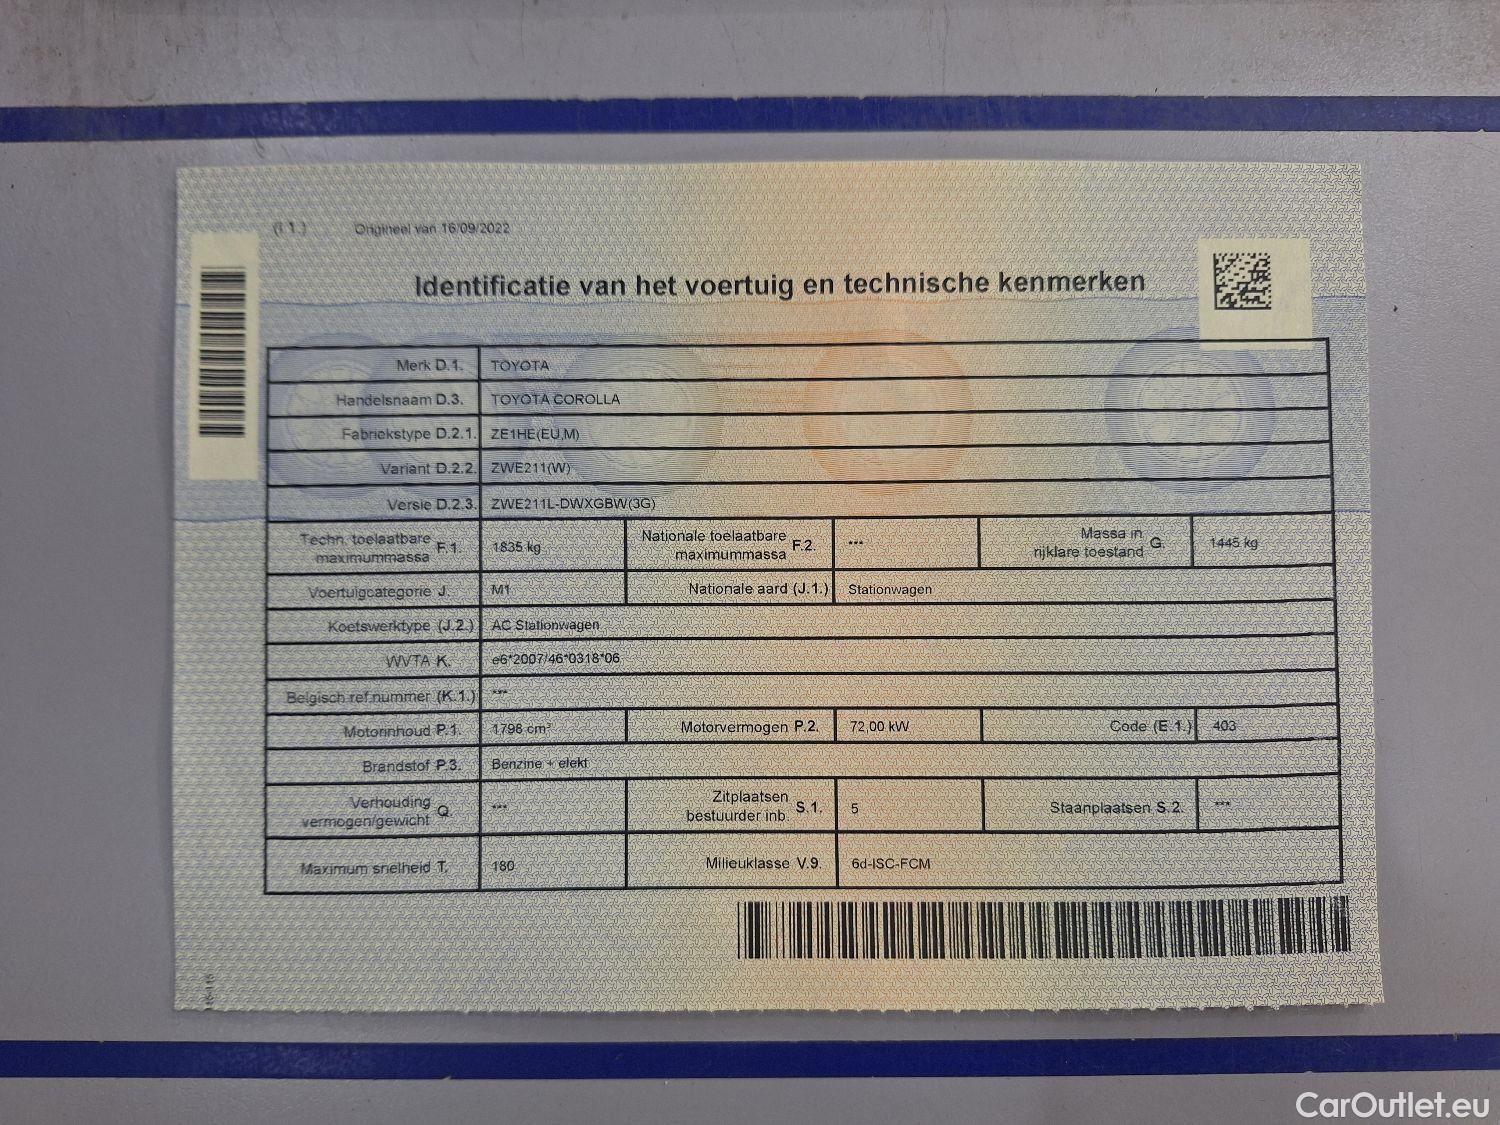 (I.1.) Origineel van 16/09/2022
Identificatie van het voertuig en technische kenmerken
Merk D.1. TOYOTA
Handelsnaam D.3. TOYOTA COROLLA
Fabriekstype D.2.1. ZE1HE(EU,M)
Variant D.2.2. ZWE211(W)
Versie D.2.3. ZWE211L-DWXGBW(3G)
Techn. toelaatbare maximummassa F.1. 1835 kg Nationale toelaatbare maximummassa F.2. *** Massa in rijklare toestand G. 1445 kg
Voertuigcategorie J. M1 Nationale aard (J.1.) Stationwagen
Koetswerktype (J.2.) AC Stationwagen
WVTA K. e6*2007/46*0318*06
Belgisch ref.nummer (K.1.) ***
Motorinhoud P.1. 1798 cm³ Motorvermogen P.2. 72,00 kW Code (E.1.) 403
Brandstof P.3. Benzine + elekt
Verhouding vermogen/gewicht Q. *** Zitplaatsen bestuurder inb. S.1. 5 Staanplaatsen S.2. ***
Maximum snelheid T. 180 Milieuklasse V.9. 6d-ISC-FCM
CarOutlet.eu